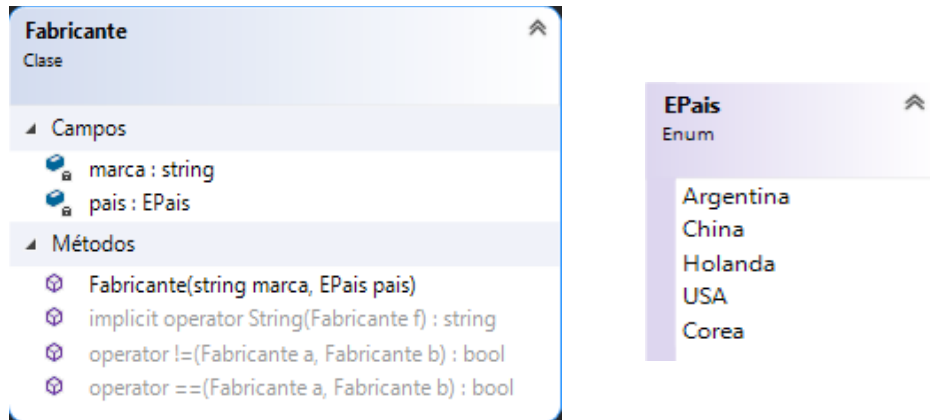 Fabricante
Clase
Campos
marca : string
pais : EPais
Métodos
Fabricante(string marca, EPais pais)
implicit operator String(Fabricante f) : string
operator !=(Fabricante a, Fabricante b) : bool
operator ==(Fabricante a, Fabricante b) : bool
EPais
Enum
Argentina
China
Holanda
USA
Corea